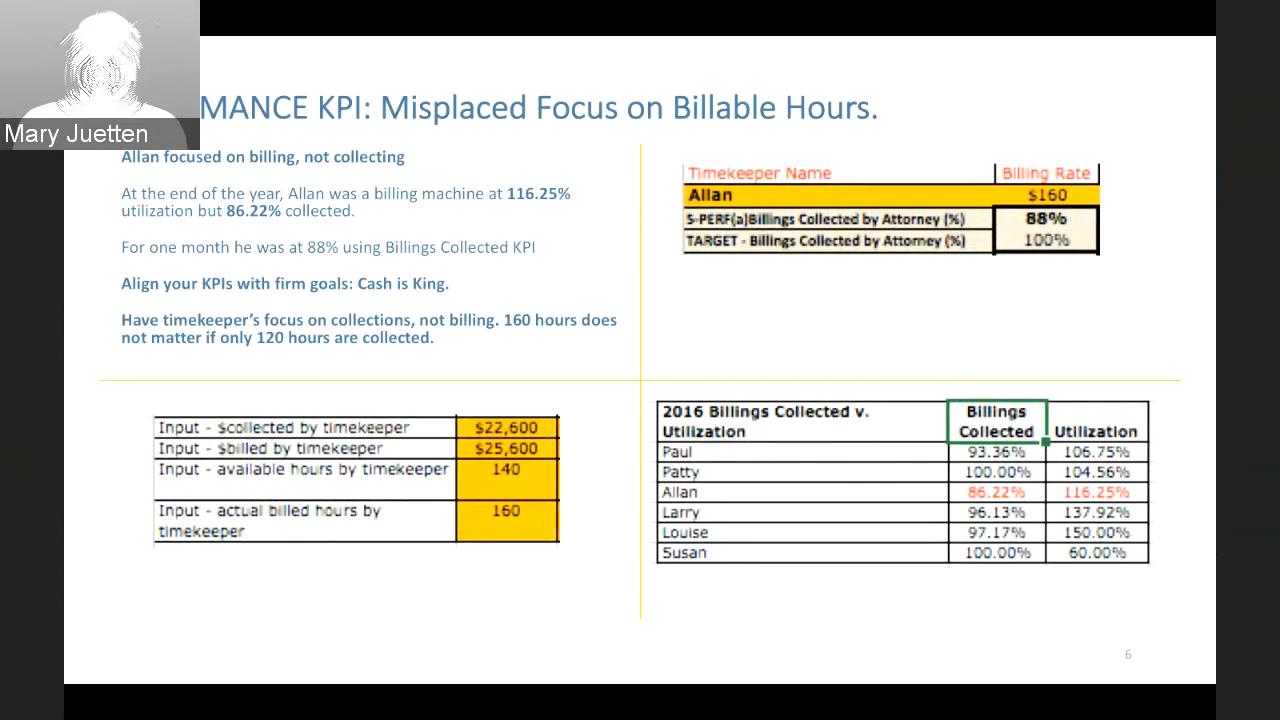 Mary Juetten
MANCE KPI: Misplaced Focus on Billable Hours.
Allan focused on billing, not collecting
At the end of the year, Allan was a billing machine at 116.25%
utilization but 86.22% collected.
For one month he was at 88% using Billings Collected KPI
Align your KPIs with firm goals: Cash is King.
Have timekeeper's focus on collections, not billing. 160 hours does
not matter if only 120 hours are collected.
Timekeeper Name Billing Rate
Allan $160
S-PERF(a)Billings Collected by Attorney (%) 88%
TARGET - Billings Collected by Attorney (%) 100%
Input - $collected by timekeeper $22,600
Input - $billed by timekeeper $25,600
Input - available hours by timekeeper 140
Input - actual billed hours by 160
timekeeper
2016 Billings Collected v. Billings
Utilization Collected Utilization
Paul 93.36% 106.75%
Patty 100.00% 104.56%
Allan 86.22% 116.25%
Larry 96.13% 137.92%
Louise 97.17% 150.00%
Susan 100.00% 60.00%
6